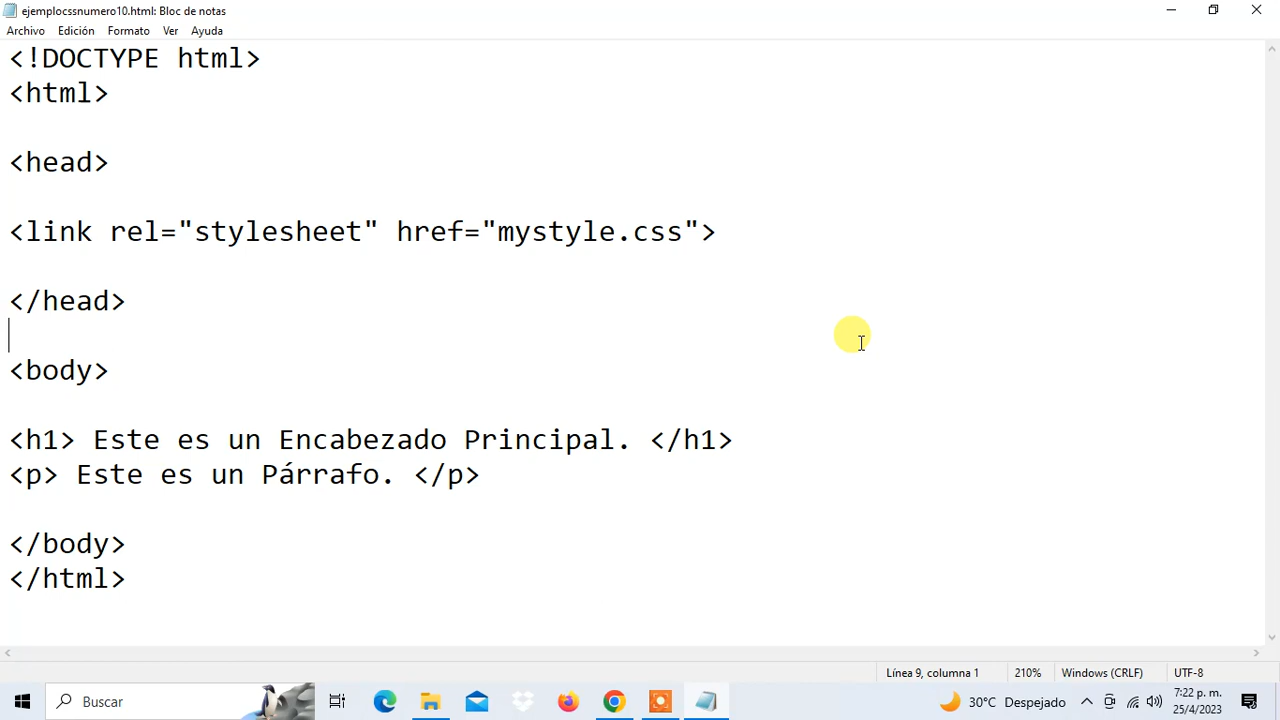 ejemplocssnumero10.html: Bloc de notas
Archivo Edición Formato Ver Ayuda
<!DOCTYPE html>
<html>
<head>
<link rel="stylesheet" href="mystyle.css">
</head>
<body>
<h1> Este es un Encabezado Principal. </h1>
<p> Este es un Párrafo. </p>
</body>
</html>
Línea 9, columna 1 210% Windows (CRLF) UTF-8
Buscar
30°C Despejado
7:22 p. m.
25/4/2023